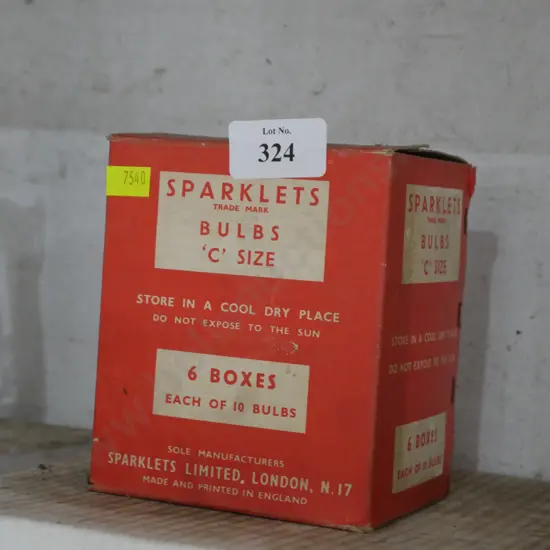 Lot No.
324
7540
SPARKLETS
TRADE MARK
BULBS
'C' SIZE
STORE IN A COOL DRY PLACE
DO NOT EXPOSE TO THE SUN
6 BOXES
EACH OF 10 BULBS
SOLE MANUFACTURERS
SPARKLETS LIMITED, LONDON, N.17
MADE AND PRINTED IN ENGLAND
SPARKLETS
TRADE MARK
BULBS
'C' SIZE
STORE IN A COOL DRY PLACE
DO NOT EXPOSE TO THE SUN
6 BOXES
EACH OF 10 BULBS